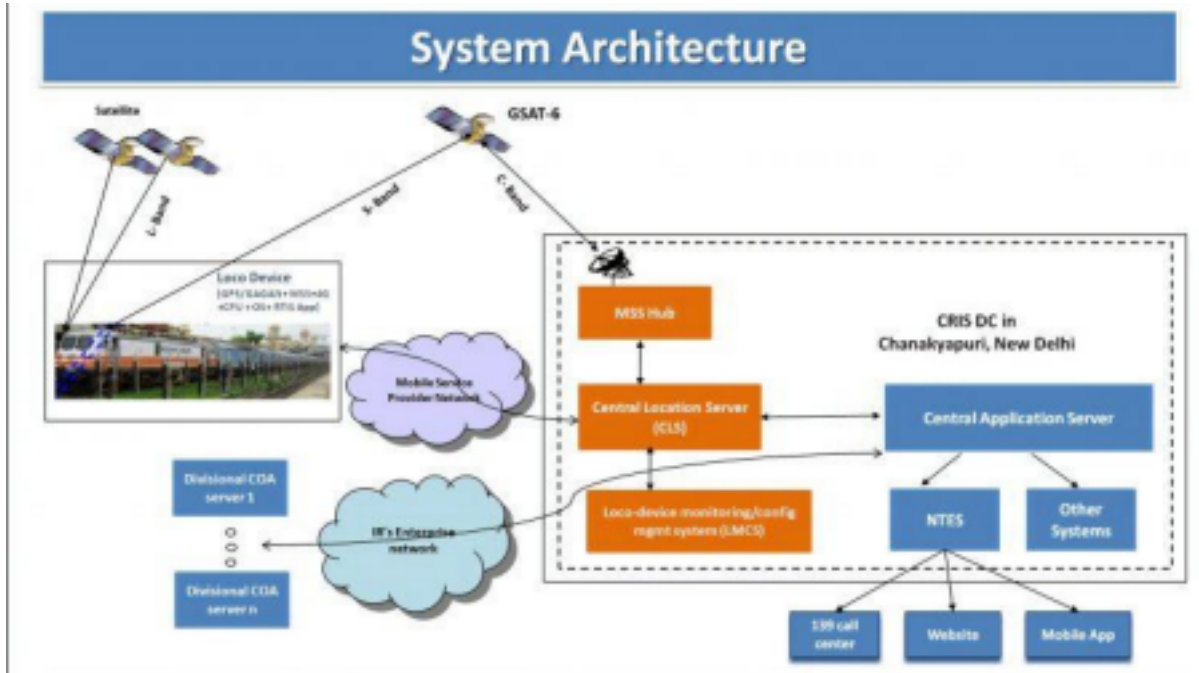 System Architecture
Satellite
GSAT-6
L- Band
S- Band
C- Band
Loco Device
(GPS/GAGAN+ MSS+4G
+CPU + OS+ RTIS App)
MSS Hub
CRIS DC in
Chanakyapuri, New Delhi
Mobile Service
Provider Network
Central Location Server
(CLS)
Central Application Server
Divisional COA
server 1
IR's Enterprise
network
Loco-device monitoring/config
mgmt system (LMCS)
NTES
Other
Systems
Divisional COA
server n
139 call
center
Website
Mobile App